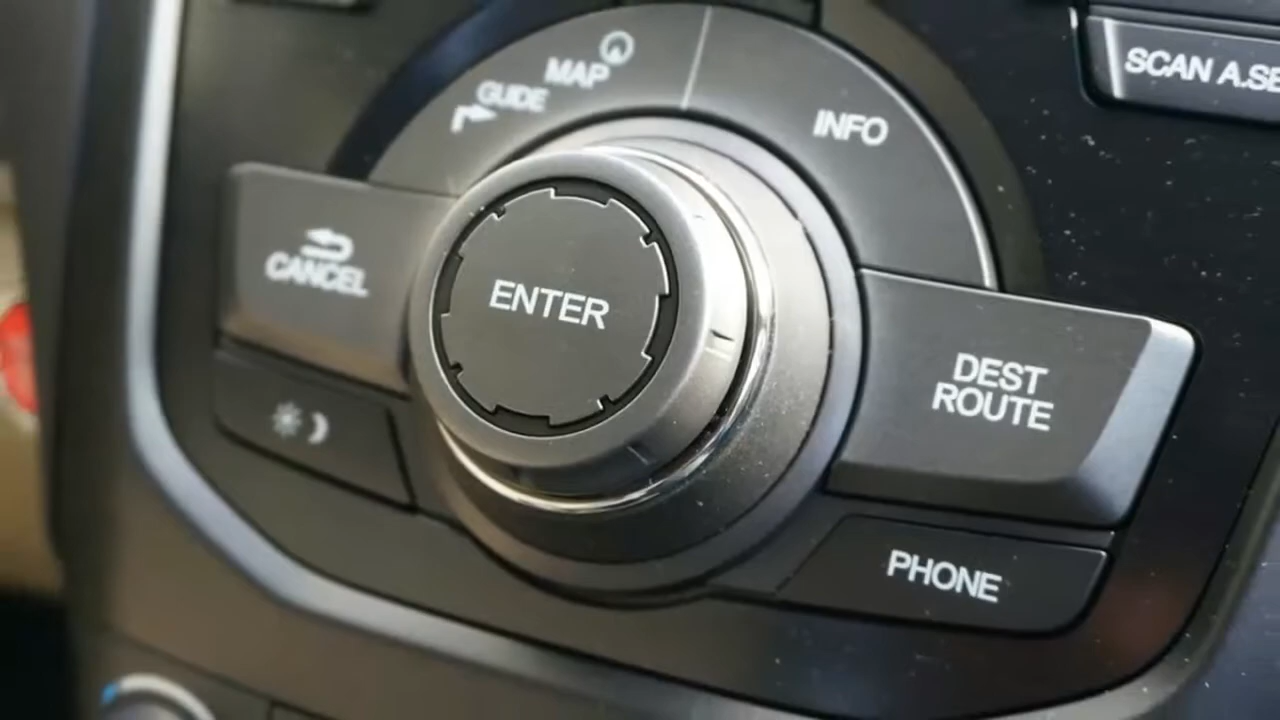 MAP
GUIDE
INFO
SCAN A.SE
CANCEL
ENTER
DEST
ROUTE
PHONE